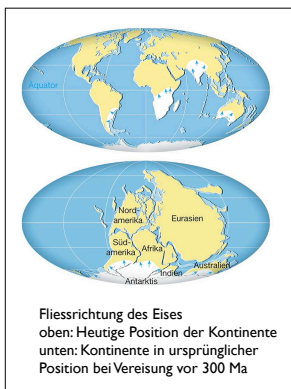 Äquator
Nord-
amerika
Eurasien
Süd-
amerika
Afrika
Indien
Australien
Antarktis
Fliessrichtung des Eises
oben: Heutige Position der Kontinente
unten: Kontinente in ursprünglicher
Position bei Vereisung vor 300 Ma